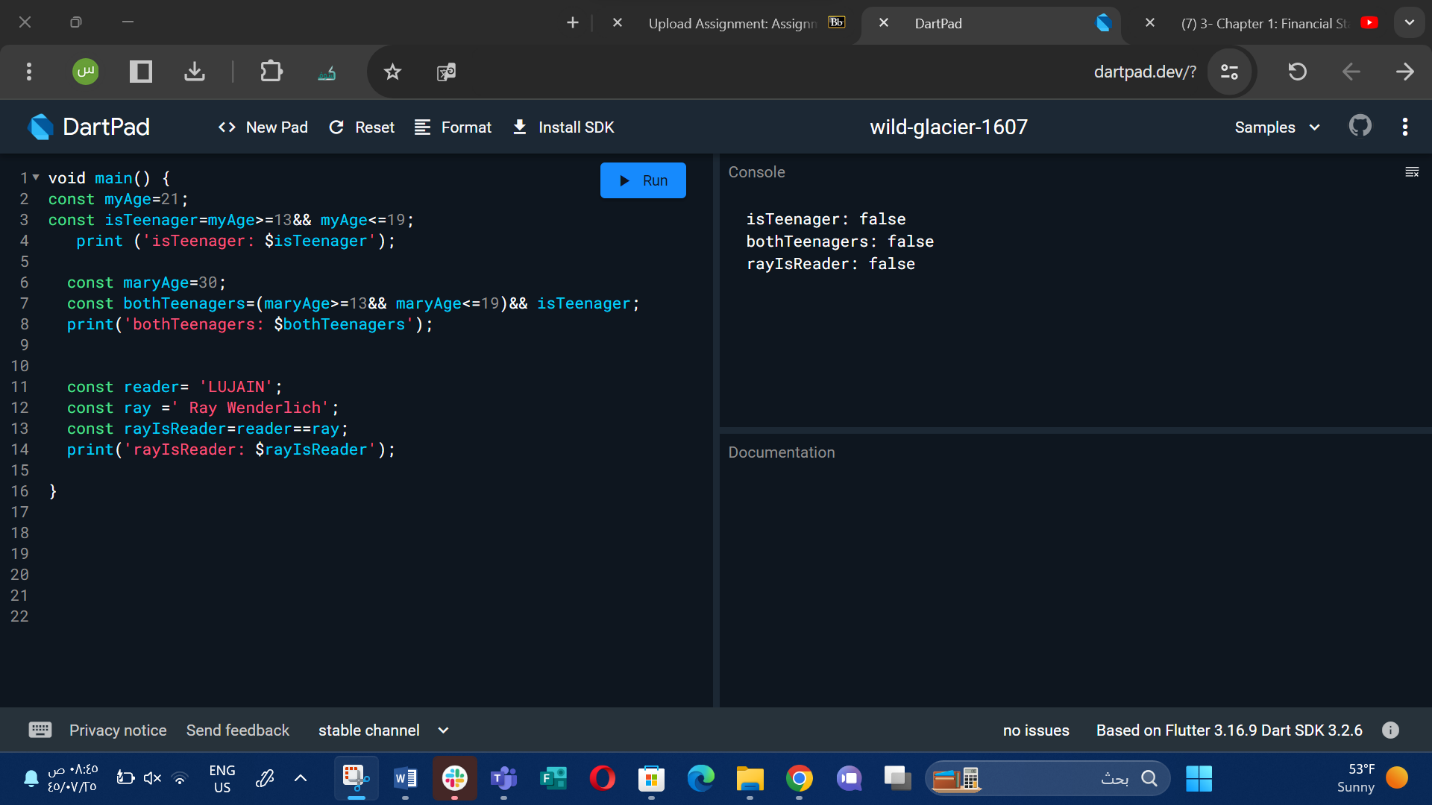 Upload Assignment: Assignm
Bb
DartPad
(7) 3- Chapter 1: Financial St
س
dartpad.dev/?
DartPad
<> New Pad
Reset
Format
Install SDK
wild-glacier-1607
Samples
Run
1 void main() {
2 const myAge=21;
3 const isTeenager=myAge>=13&& myAge<=19;
4 print ('isTeenager: $isTeenager');
5
6 const maryAge=30;
7 const bothTeenagers=(maryAge>=13&& maryAge<=19)&& isTeenager;
8 print('bothTeenagers: $bothTeenagers');
9
10
11 const reader= 'LUJAIN';
12 const ray =' Ray Wenderlich';
13 const rayIsReader=reader==ray;
14 print('rayIsReader: $rayIsReader');
15
16 }
17
18
19
20
21
22
Console
isTeenager: false
bothTeenagers: false
rayIsReader: false
Documentation
Privacy notice
Send feedback
stable channel
no issues
Based on Flutter 3.16.9 Dart SDK 3.2.6
٠٨:٤٥ ص
٤٥/٠٧/٢٥
ENG
US
بحث
53°F
Sunny